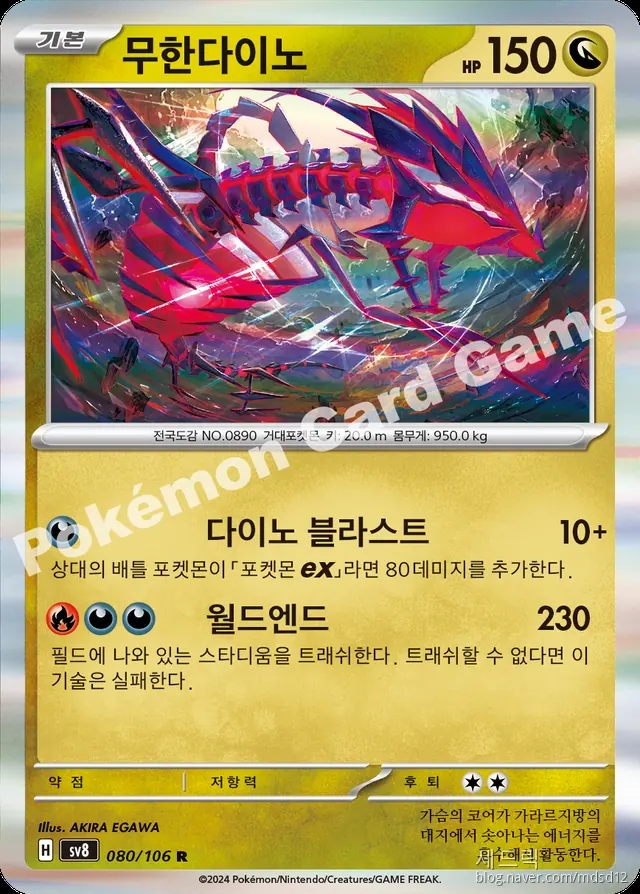 기본
무한다이노
HP 150
전국도감 NO.0890 거대포켓몬 키: 20.0 m 몸무게: 950.0 kg
Pokémon Card Game
다이노 블라스트 10+
상대의 배틀 포켓몬이 「포켓몬 ex」라면 80데미지를 추가한다.
월드엔드 230
필드에 나와 있는 스타디움을 트래쉬한다. 트래쉬할 수 없다면 이
기술은 실패한다.
약점 저항력 후퇴
Illus. AKIRA EGAWA
H sv8 080/106 R
가슴의 코어가 가라르지방의
대지에서 솟아나는 에너지를
활동한다.
blog.naver.com/mdsd12
©2024 Pokémon/Nintendo/Creatures/GAME FREAK.